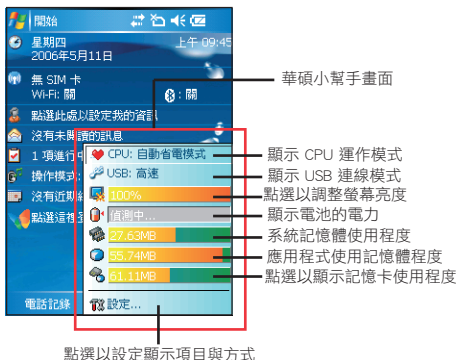 開始
星期四
上午 09:45
2006年5月11日
無 SIM 卡
Wi-Fi: 關
: 關
點選此處以設定我的資訊
沒有未閱讀的訊息
1 項進行中
操作模式:
沒有近期
點選這裡
CPU: 自動省電模式
USB: 高速
100%
偵測中...
27.63MB
55.74MB
61.11MB
設定...
電話記錄
華碩小幫手畫面
顯示 CPU 運作模式
顯示 USB 連線模式
點選以調整螢幕亮度
顯示電池的電力
系統記憶體使用程度
應用程式使用記憶體程度
點選以顯示記憶卡使用程度
點選以設定顯示項目與方式